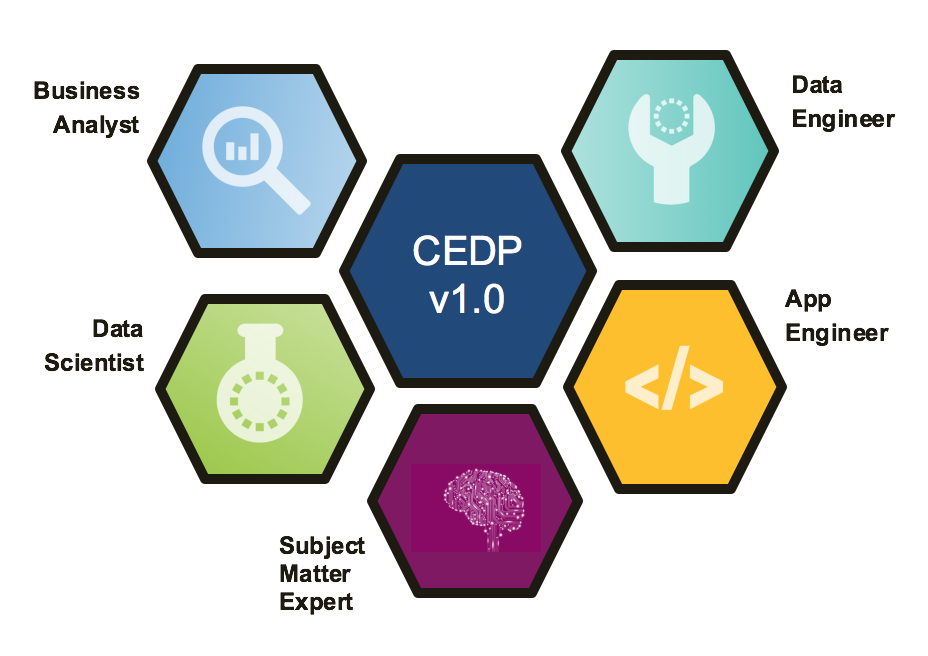 Business
Analyst
Data
Engineer
CEDP
v1.0
Data
Scientist
App
Engineer
</>
Subject
Matter
Expert